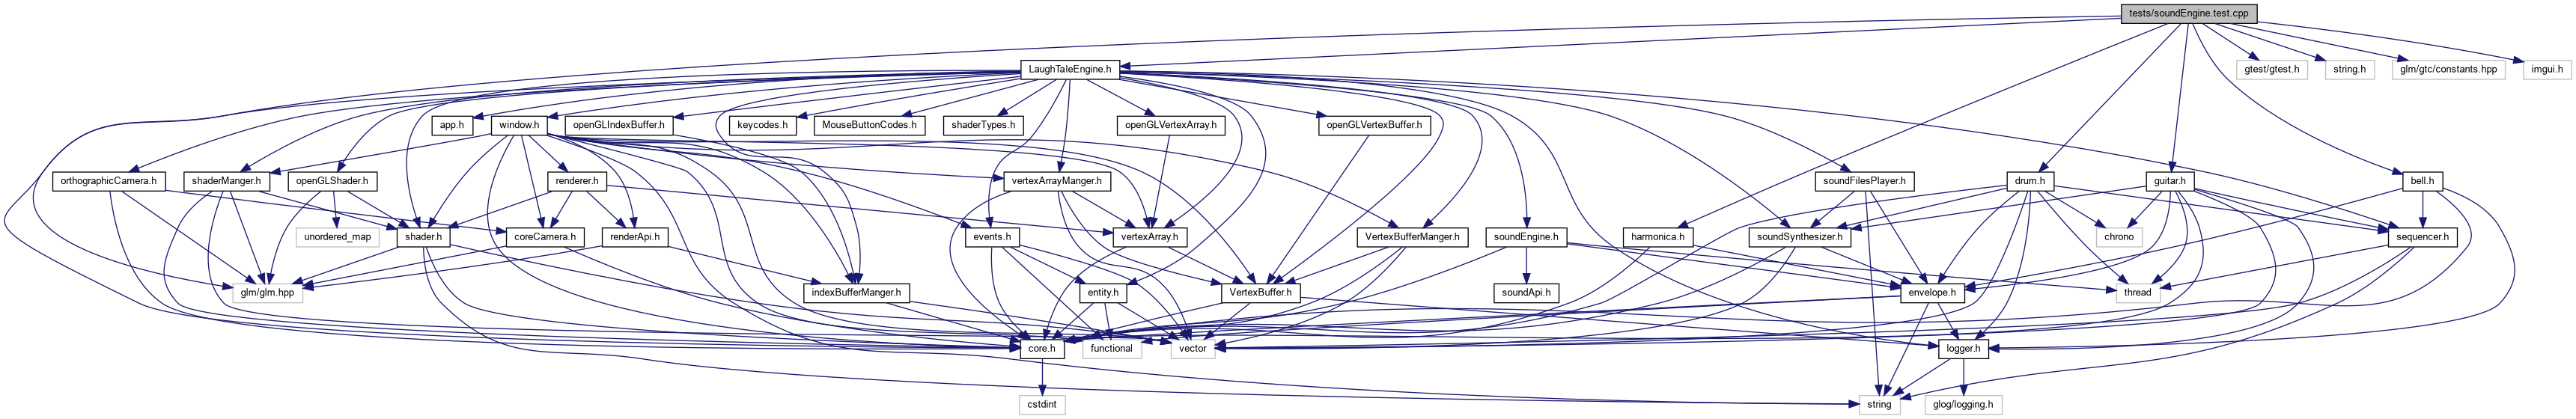 tests/soundEngine.test.cpp
LaughTaleEngine.h
gtest/gtest.h
string.h
glm/gtc/constants.hpp
imgui.h
app.h
window.h
openGLIndexBuffer.h
keycodes.h
MouseButtonCodes.h
shaderTypes.h
openGLVertexArray.h
openGLVertexBuffer.h
orthographicCamera.h
shaderManger.h
openGLShader.h
renderer.h
vertexArrayManger.h
soundFilesPlayer.h
drum.h
guitar.h
bell.h
unordered_map
shader.h
coreCamera.h
renderApi.h
events.h
vertexArray.h
VertexBufferManger.h
soundEngine.h
harmonica.h
soundSynthesizer.h
chrono
sequencer.h
glm/glm.hpp
indexBufferManger.h
entity.h
VertexBuffer.h
soundApi.h
envelope.h
thread
core.h
functional
vector
logger.h
cstdint
string
glog/logging.h